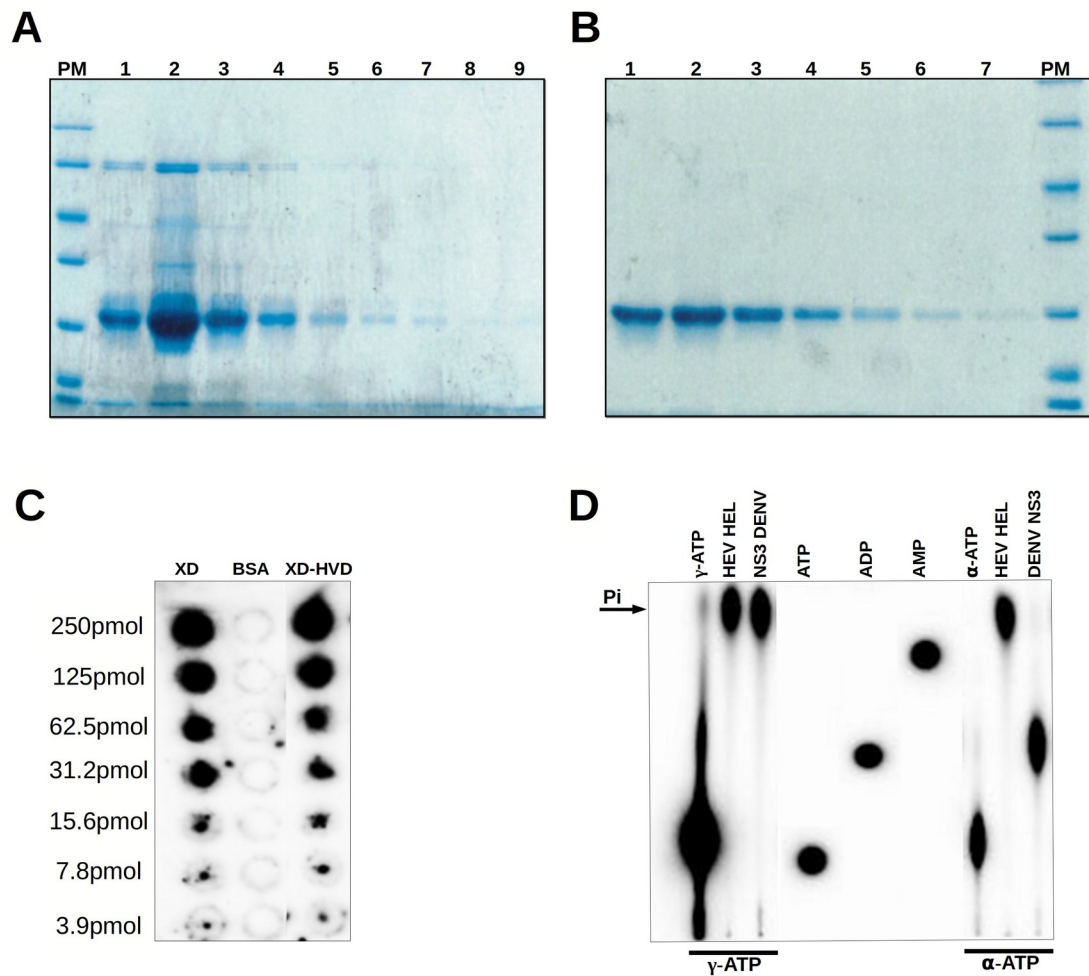 A
PM 1 2 3 4 5 6 7 8 9
B
1 2 3 4 5 6 7 PM
C
XD BSA XD-HVD
250pmol
125pmol
62.5pmol
31.2pmol
15.6pmol
7.8pmol
3.9pmol
D
γ-ATP
HEV HEL
NS3 DENV
ATP
ADP
AMP
α-ATP
HEV HEL
DENV NS3
Pi
γ-ATP
α-ATP